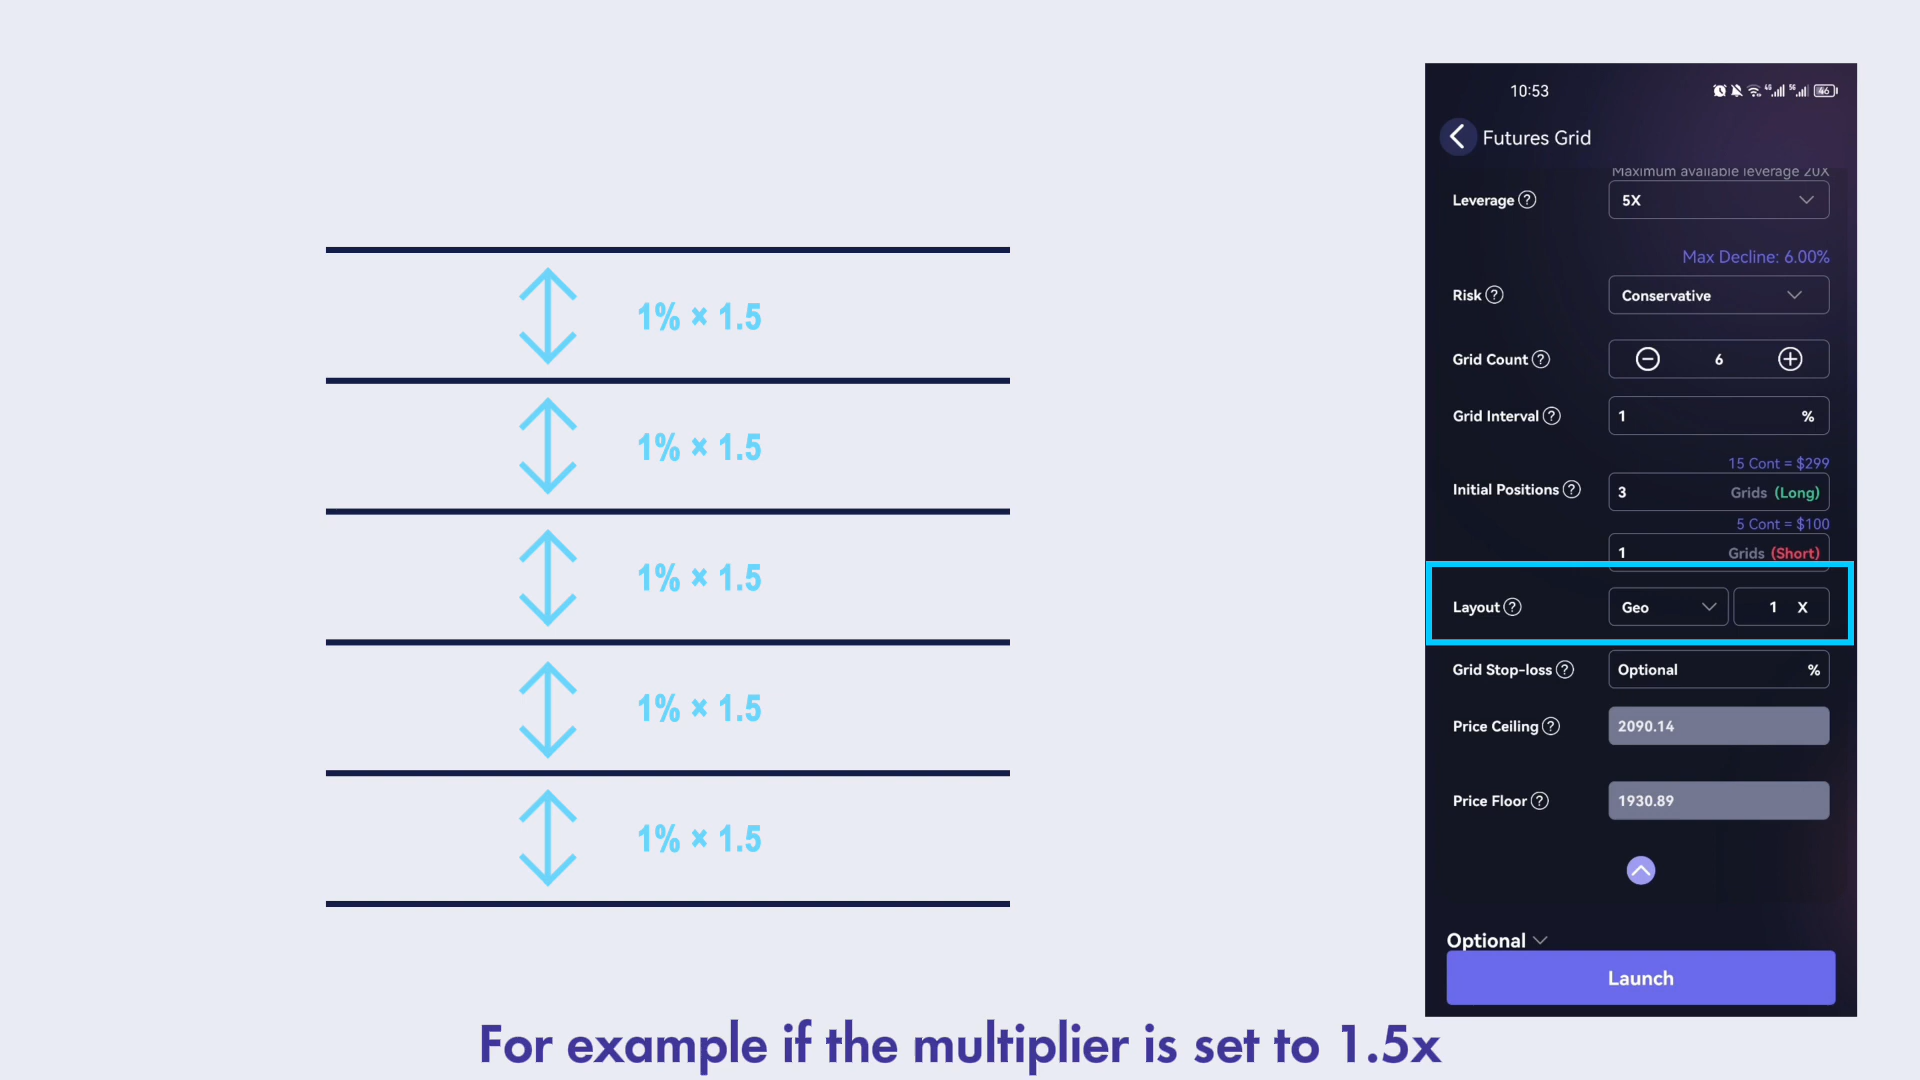 1% × 1.5
1% × 1.5
1% × 1.5
1% × 1.5
1% × 1.5
10:53
4G
5G
46
Futures Grid
Maximum available leverage 20X
Leverage ?
5X
Max Decline: 6.00%
Risk ?
Conservative
Grid Count ?
6
Grid Interval ?
1 %
15 Cont = $299
Initial Positions ?
3 Grids (Long)
5 Cont = $100
1 Grids (Short)
Layout ?
Geo
1 X
Grid Stop-loss ?
Optional %
Price Ceiling ?
2090.14
Price Floor ?
1930.89
Optional
Launch
For example if the multiplier is set to 1.5x